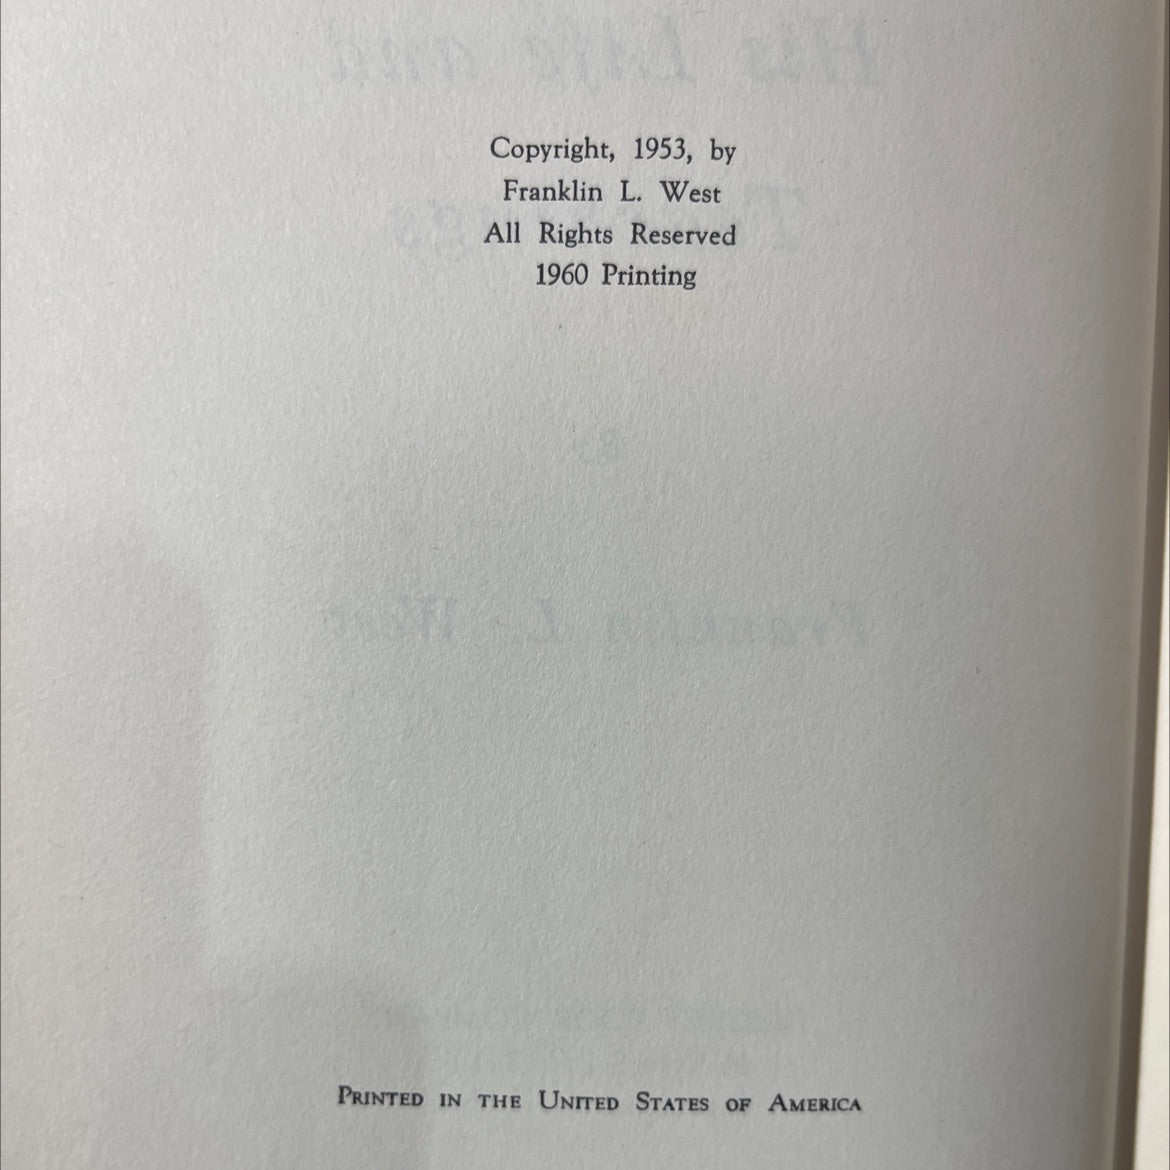 Copyright, 1953, by
Franklin L. West
All Rights Reserved
1960 Printing
Printed in the United States of America